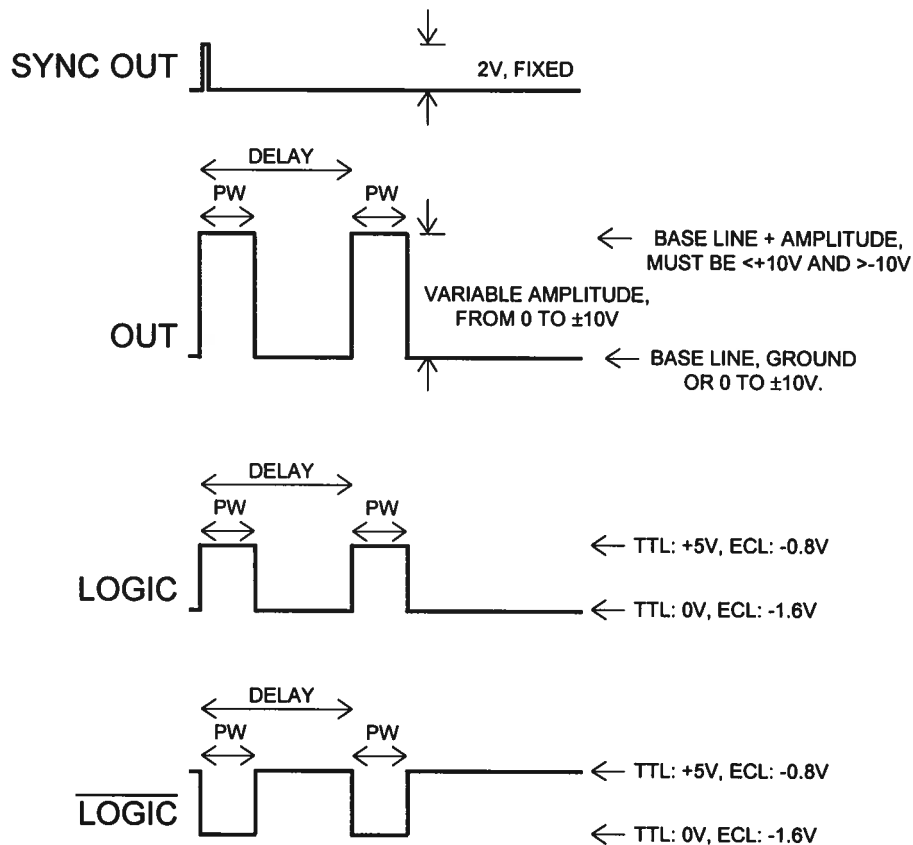 SYNC OUT
2V, FIXED
DELAY
PW
PW
BASE LINE + AMPLITUDE,
MUST BE <+10V AND >-10V
VARIABLE AMPLITUDE,
FROM 0 TO ±10V
OUT
BASE LINE, GROUND
OR 0 TO ±10V.
DELAY
PW
PW
TTL: +5V, ECL: -0.8V
LOGIC
TTL: 0V, ECL: -1.6V
DELAY
PW
PW
TTL: +5V, ECL: -0.8V
LOGIC
TTL: 0V, ECL: -1.6V